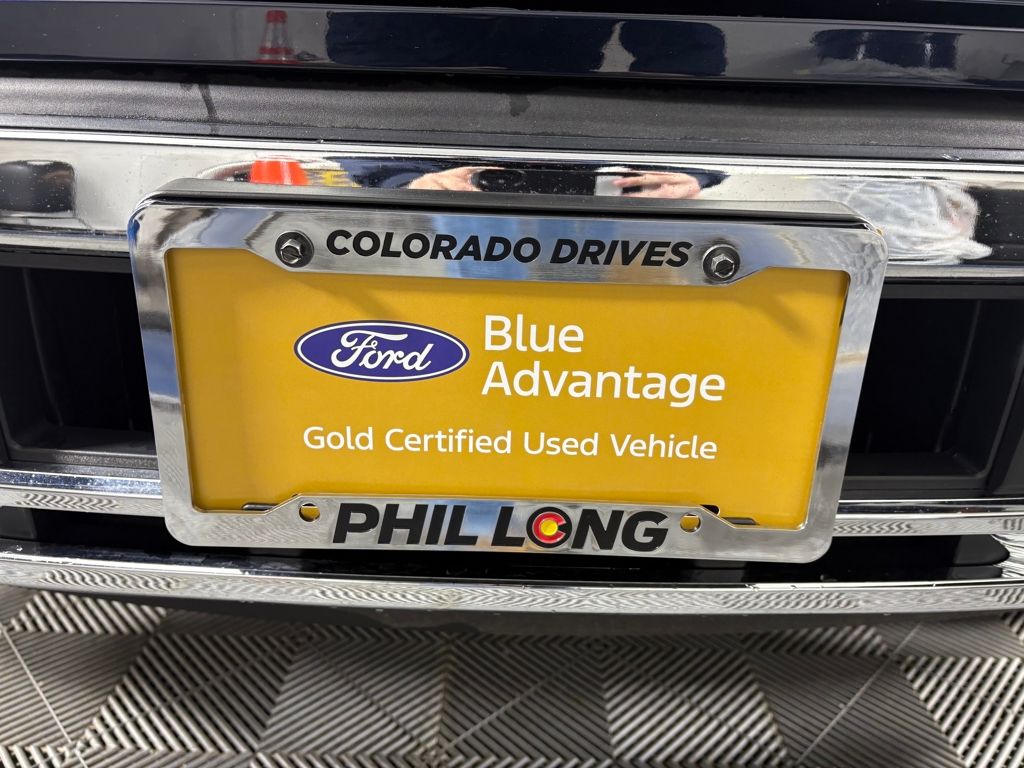 COLORADO DRIVES
Ford
Blue
Advantage
Gold Certified Used Vehicle
PHIL LONG